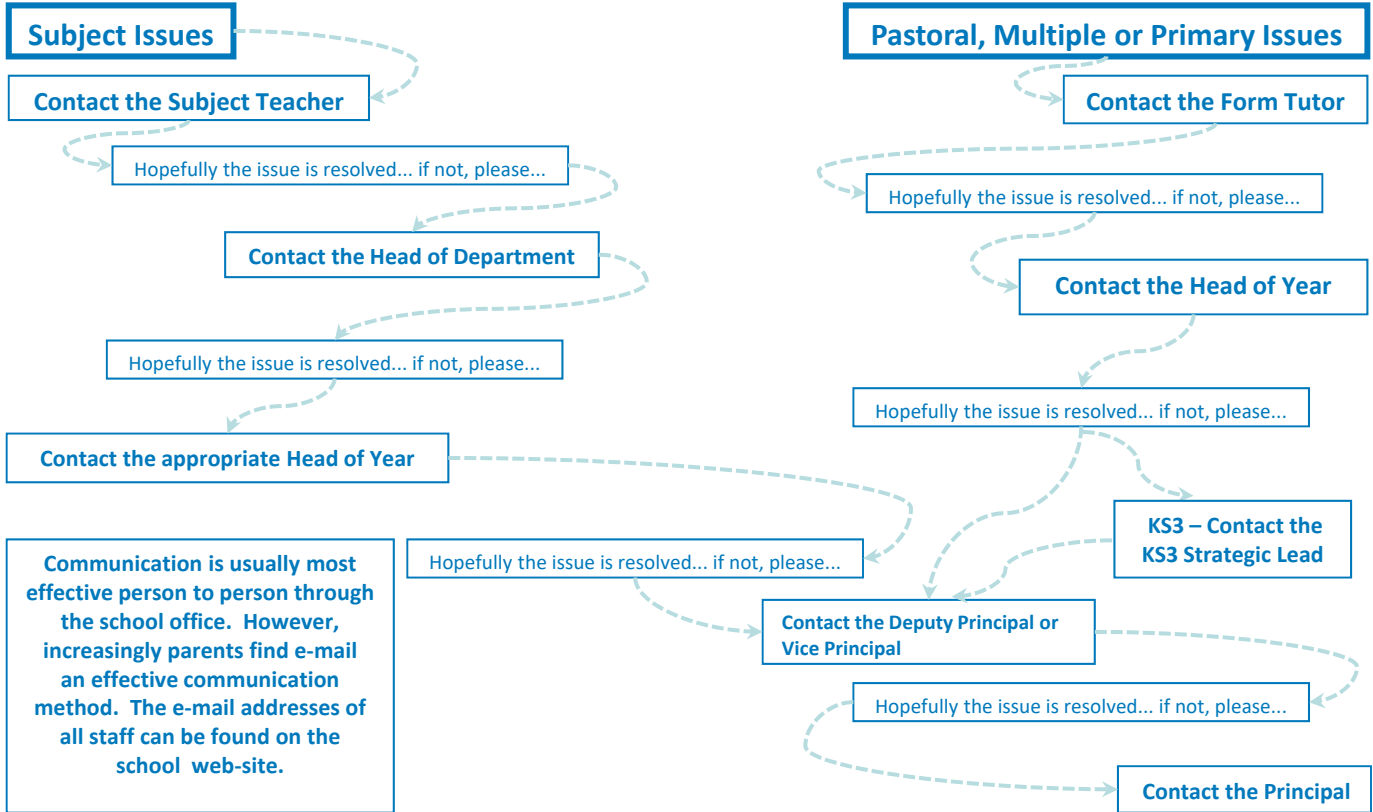 Subject Issues
Contact the Subject Teacher
Hopefully the issue is resolved... if not, please...
Contact the Head of Department
Hopefully the issue is resolved... if not, please...
Contact the appropriate Head of Year
Hopefully the issue is resolved... if not, please...
Pastoral, Multiple or Primary Issues
Contact the Form Tutor
Hopefully the issue is resolved... if not, please...
Contact the Head of Year
Hopefully the issue is resolved... if not, please...
KS3 – Contact the
KS3 Strategic Lead
Contact the Deputy Principal or
Vice Principal
Hopefully the issue is resolved... if not, please...
Contact the Principal
Communication is usually most
effective person to person through
the school office. However,
increasingly parents find e-mail
an effective communication
method. The e-mail addresses of
all staff can be found on the
school web-site.